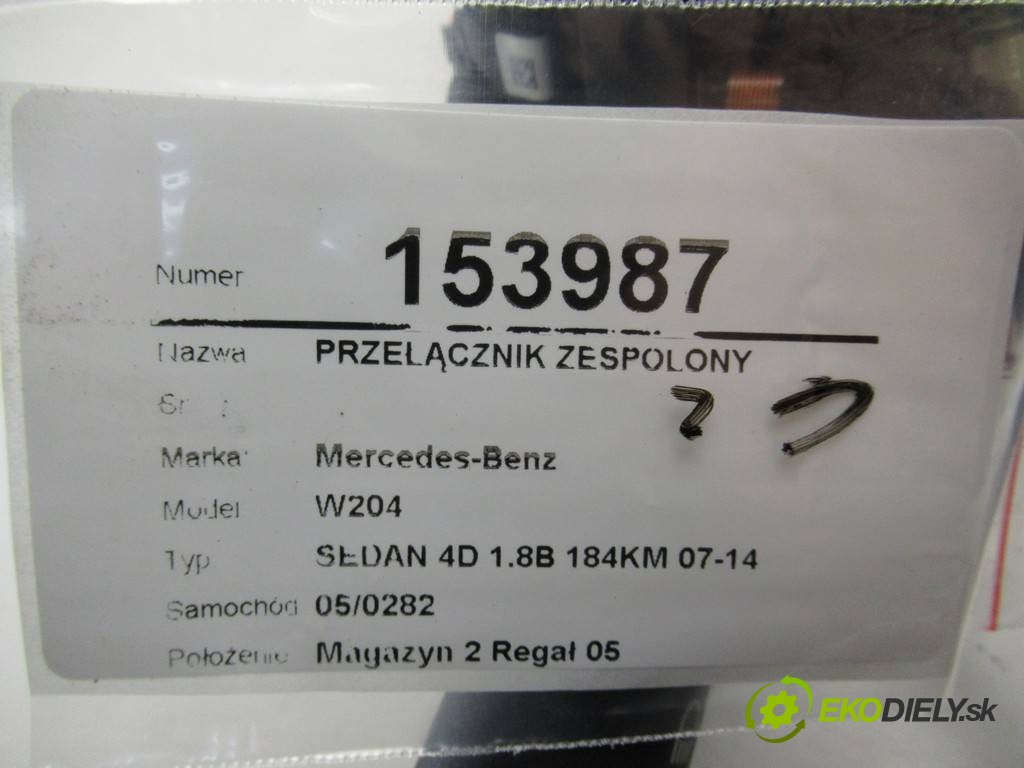 Numer 153987
Nazwa PRZEŁĄCZNIK ZESPOLONY
Marka: Mercedes-Benz
Model W204
Typ SEDAN 4D 1.8B 184KM 07-14
Samochód 05/0282
Położenie Magazyn 2 Regał 05
EKODIELY.sk